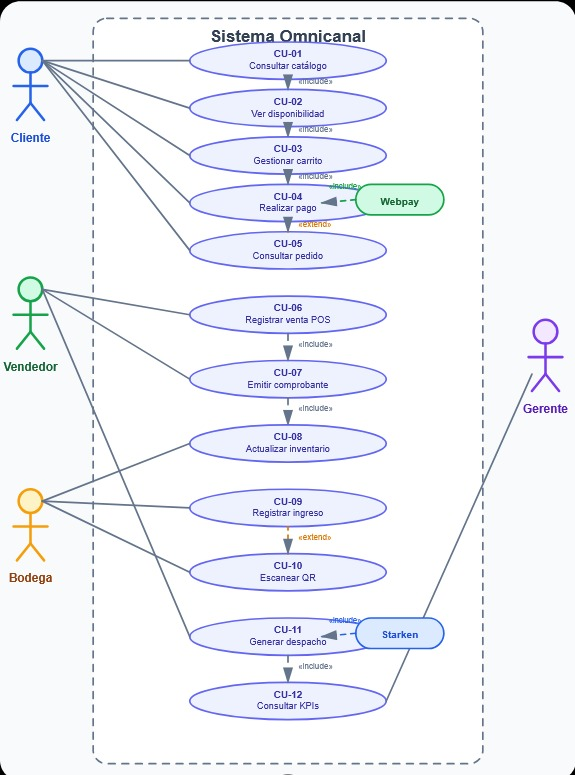 Sistema Omnicanal
CU-01
Consultar catálogo
«include»
CU-02
Ver disponibilidad
«include»
CU-03
Gestionar carrito
«include»
CU-04
Realizar pago
«include»
Webpay
«extend»
CU-05
Consultar pedido
Cliente
CU-06
Registrar venta POS
«include»
CU-07
Emitir comprobante
«include»
CU-08
Actualizar inventario
Vendedor
Gerente
CU-09
Registrar ingreso
«extend»
CU-10
Escanear QR
Bodega
CU-11
Generar despacho
«include»
Starken
«include»
CU-12
Consultar KPIs